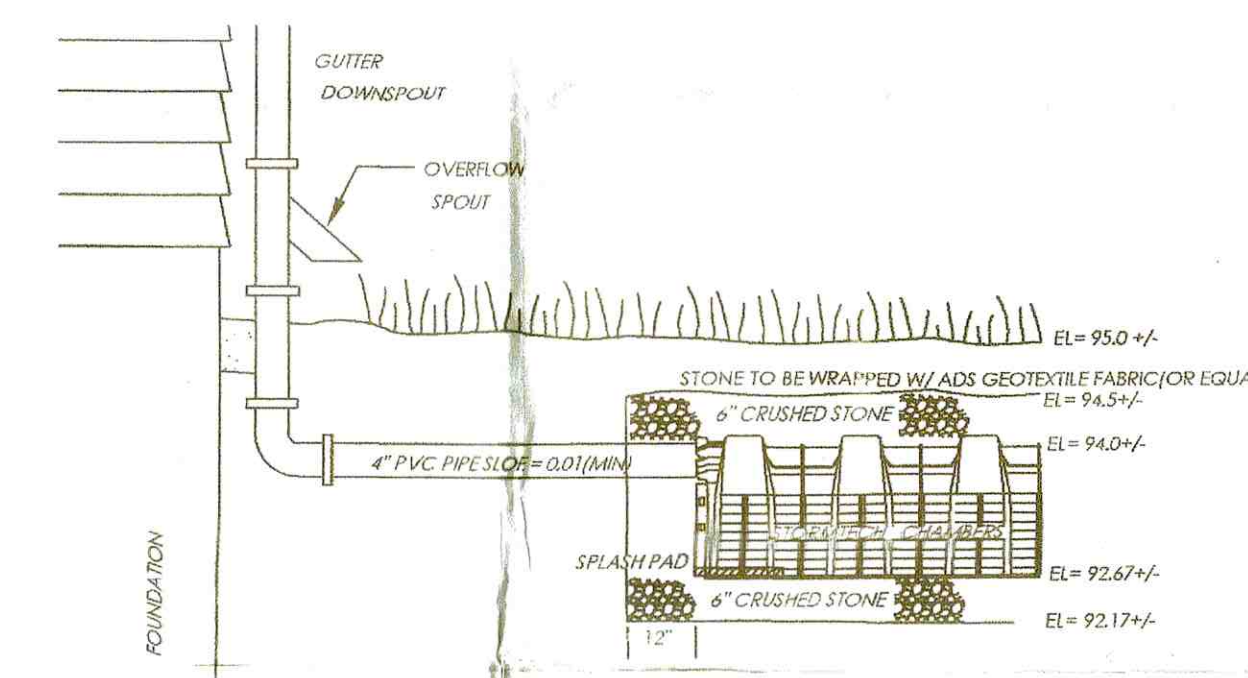 GUTTER
DOWNSPOUT
OVERFLOW
SPOUT
EL= 95.0 +/-
STONE TO BE WRAPPED W/ ADS GEOTEXTILE FABRIC(OR EQUA
EL= 94.5+/-
6" CRUSHED STONE
EL= 94.0+/-
4" PVC PIPE SLOF = 0.01(MIN)
STORMTECH CHAMBERS
SPLASH PAD
EL= 92.67+/-
6" CRUSHED STONE
EL= 92.17+/-
12"
FOUNDATION